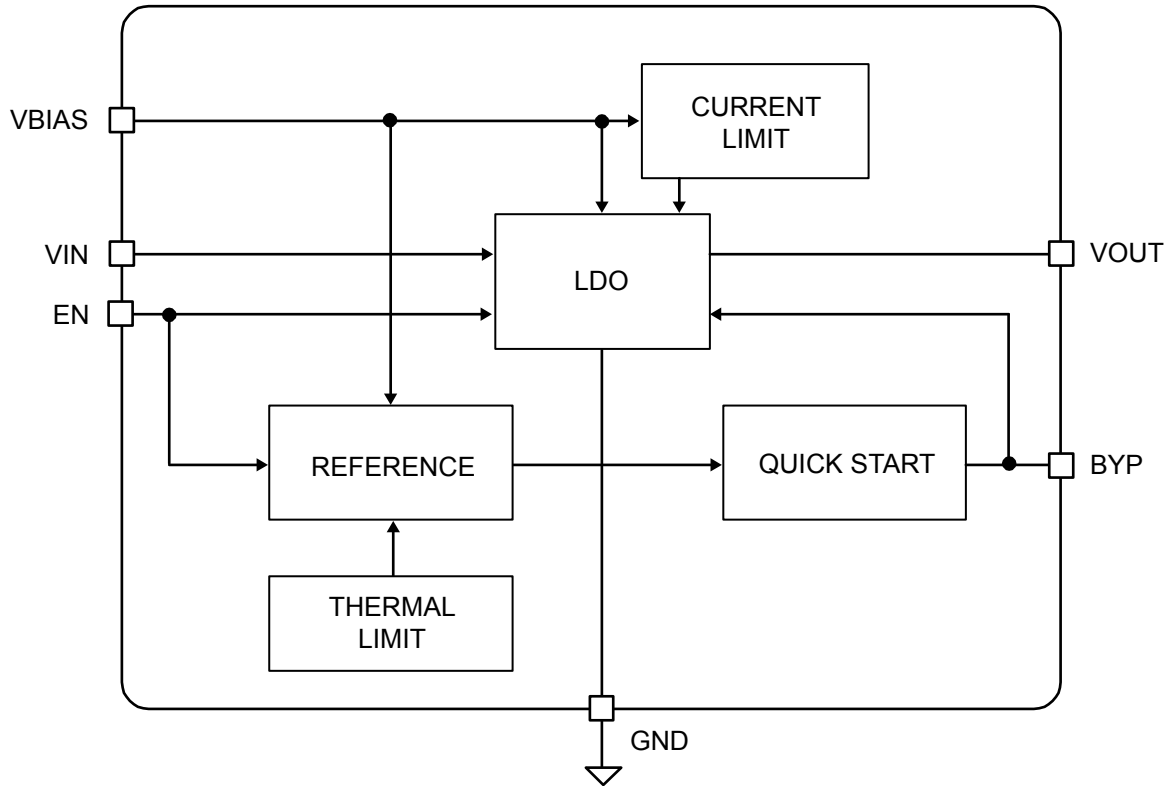 VBIAS
CURRENT
LIMIT
VIN
LDO
VOUT
EN
REFERENCE
QUICK START
BYP
THERMAL
LIMIT
GND